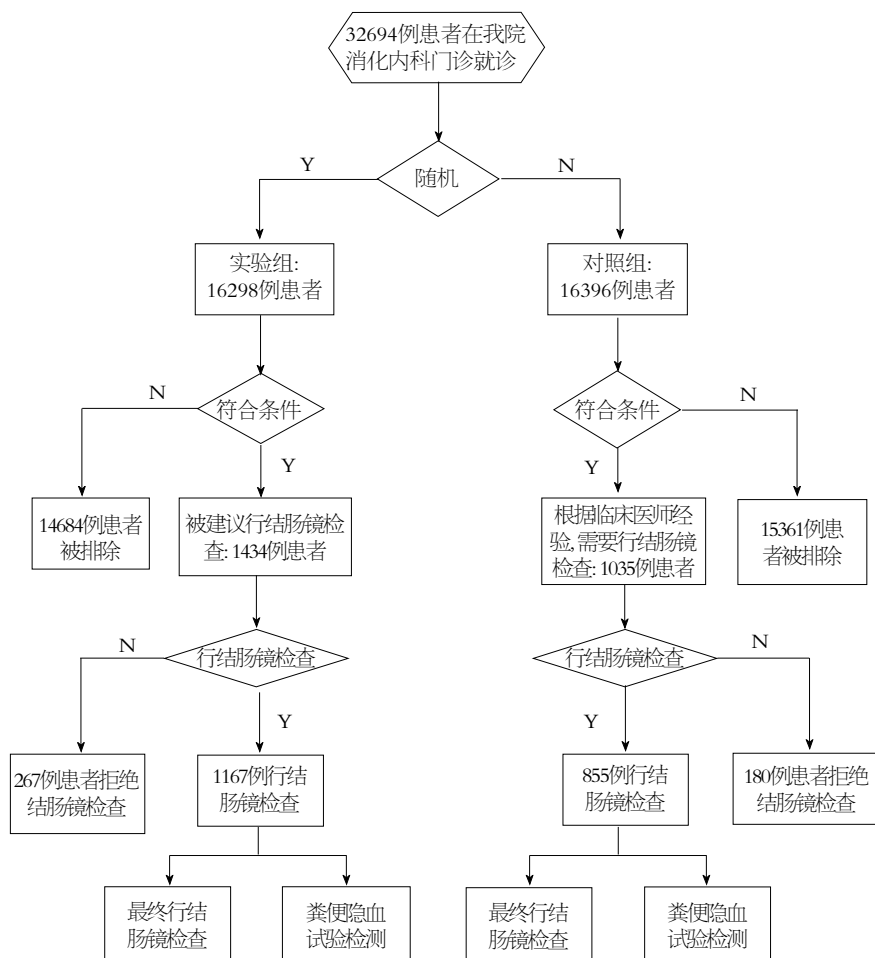 32694例患者在我院
消化内科门诊就诊
Y
随机
N
实验组:
16298例患者
对照组:
16396例患者
N
符合条件
符合条件
N
Y
Y
14684例患者
被排除
被建议行结肠镜检
查: 1434例患者
根据临床医师经
验,需要行结肠镜
检查: 1035例患者
15361例患
者被排除
N
行结肠镜检查
行结肠镜检查
N
Y
Y
267例患者拒绝
结肠镜检查
1167例行结
肠镜检查
855例行结
肠镜检查
180例患者拒绝
结肠镜检查
最终行结
肠镜检查
粪便隐血
试验检测
最终行结
肠镜检查
粪便隐血
试验检测